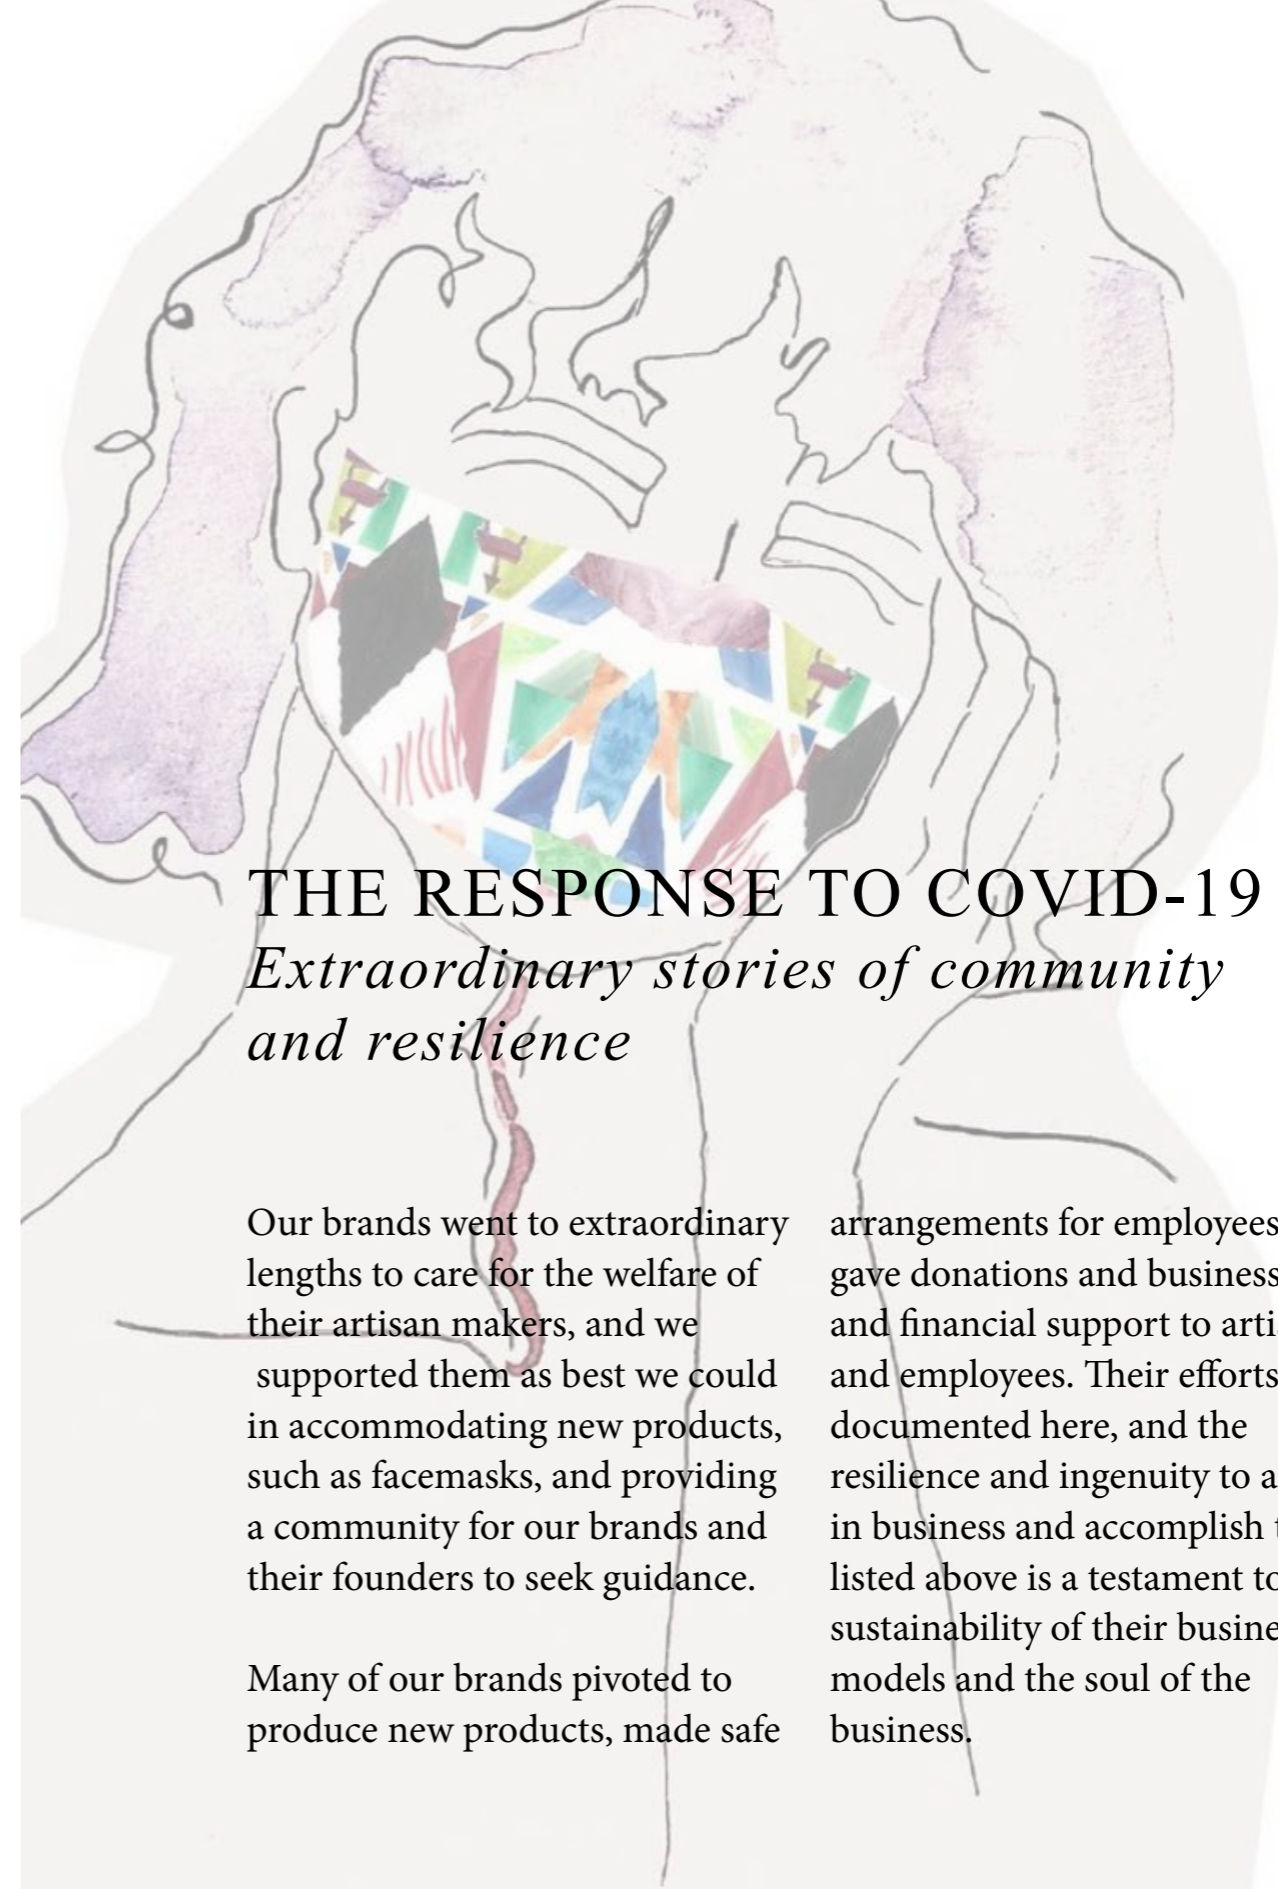 THE RESPONSE TO COVID-19
Extraordinary stories of community
and resilience
Our brands went to extraordinary
lengths to care for the welfare of
their artisan makers, and we
supported them as best we could
in accommodating new products,
such as facemasks, and providing
a community for our brands and
their founders to seek guidance.
Many of our brands pivoted to
produce new products, made safe
arrangements for employees
gave donations and business
and financial support to
and employees. Their efforts
documented here, and the
resilience and ingenuity to
in business and accomplish
listed above is a testament to
sustainability of their
models and the soul of the
business.